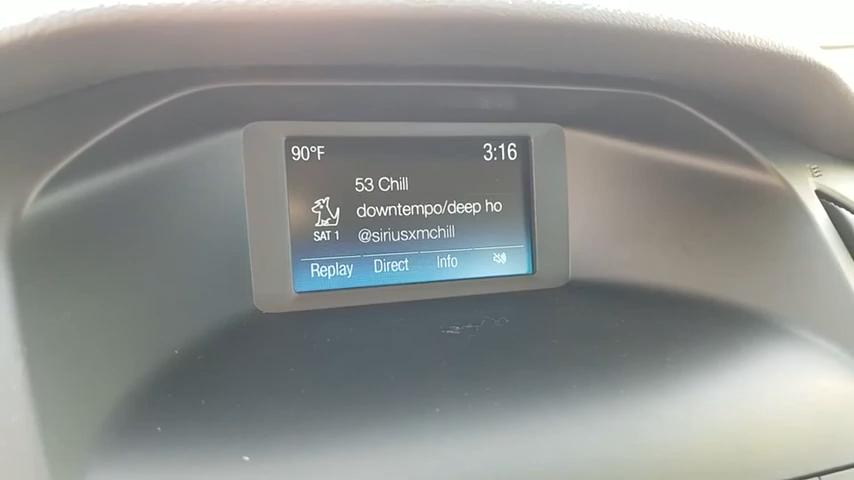 90°F 3:16
53 Chill
downtempo/deep ho
SAT 1 @siriusxmchill
Replay Direct Info